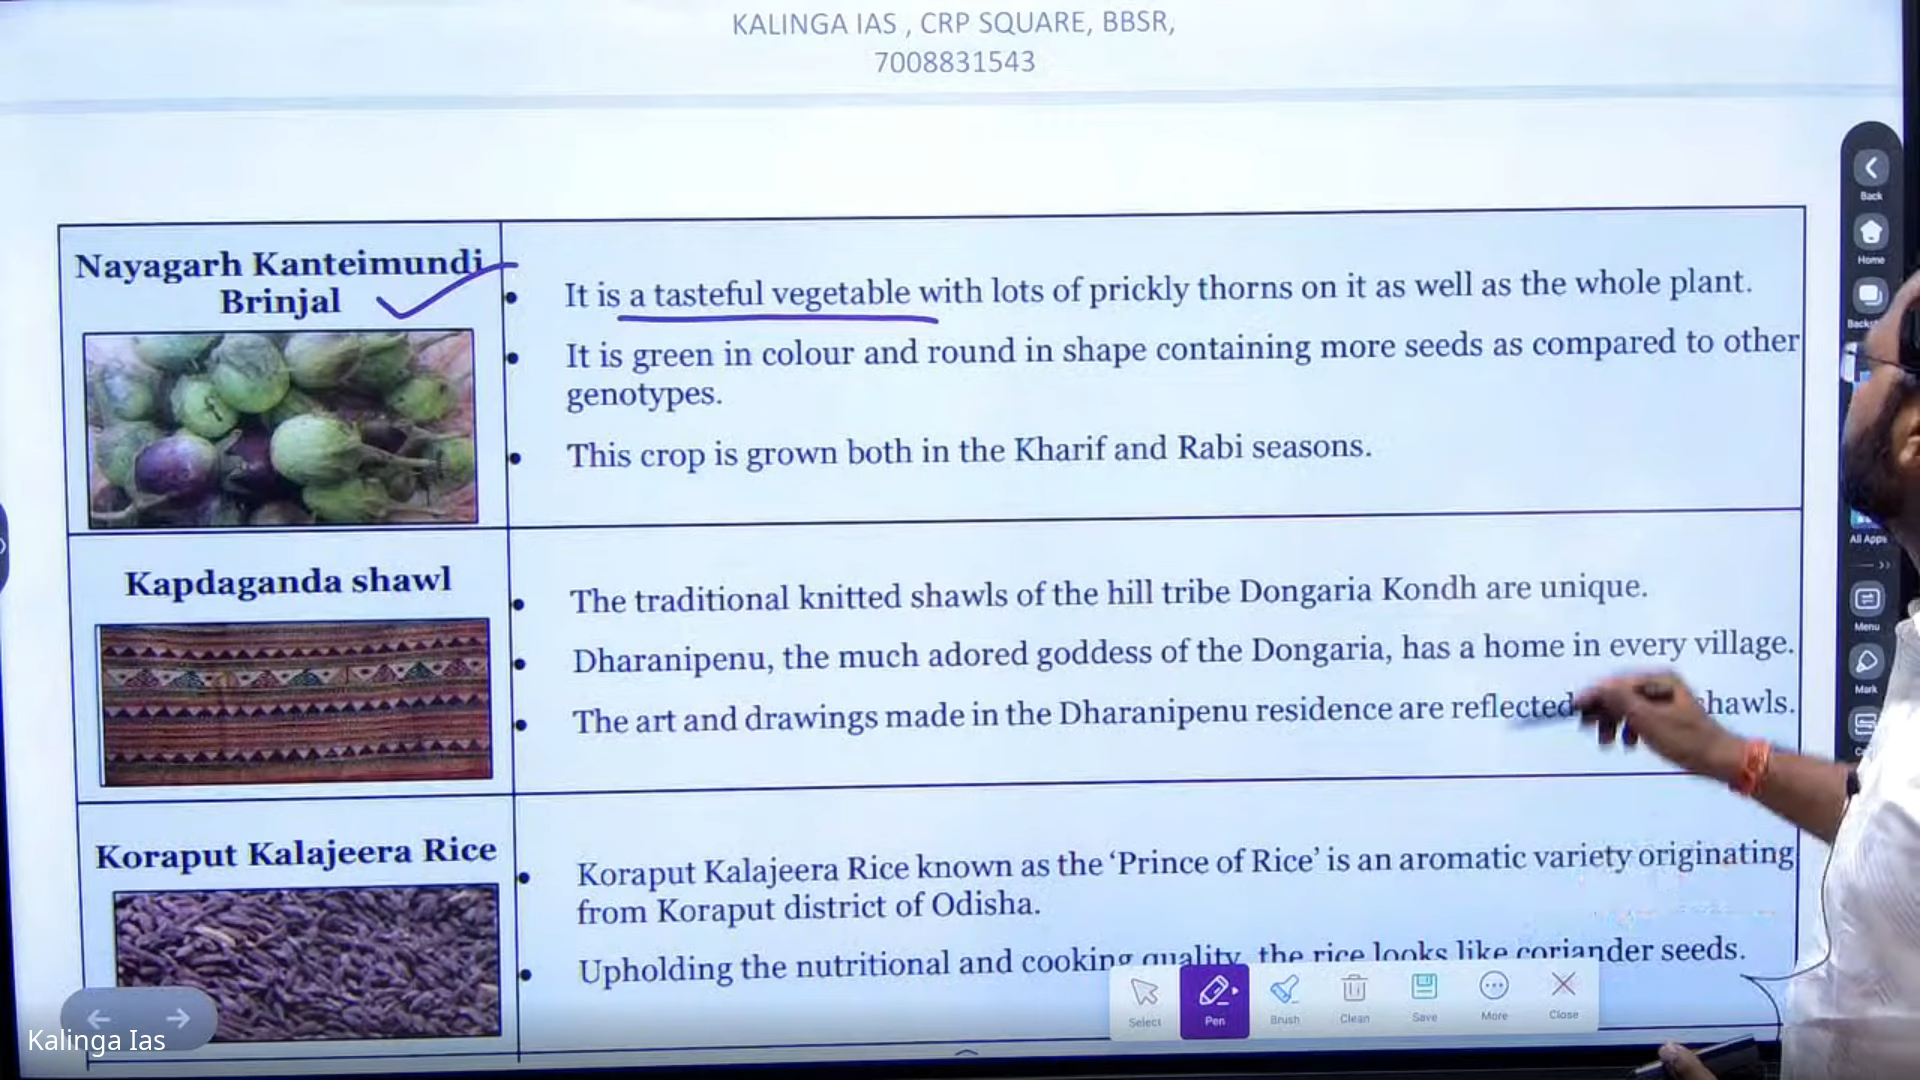 KALINGA IAS , CRP SQUARE, BBSR,
7008831543
Nayagarh Kanteimundi
Brinjal
• It is a tasteful vegetable with lots of prickly thorns on it as well as the whole plant.
• It is green in colour and round in shape containing more seeds as compared to other
genotypes.
• This crop is grown both in the Kharif and Rabi seasons.
Kapdaganda shawl
• The traditional knitted shawls of the hill tribe Dongaria Kondh are unique.
• Dharanipenu, the much adored goddess of the Dongaria, has a home in every village.
• The art and drawings made in the Dharanipenu residence are reflected shawls.
Koraput Kalajeera Rice
• Koraput Kalajeera Rice known as the ‘Prince of Rice’ is an aromatic variety originating
from Koraput district of Odisha.
• Upholding the nutritional and cooking quality, the rice looks like coriander seeds.
Back
Home
All Apps
Menu
Mark
Select
Pen
Brush
Clean
Save
More
Close
Kalinga Ias